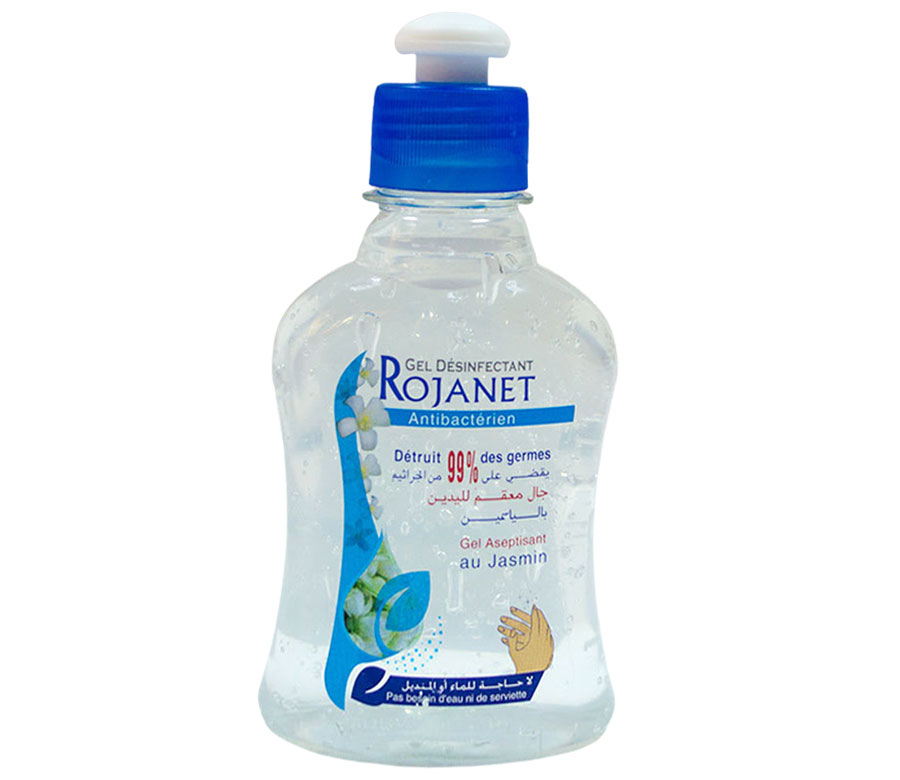 GEL DÉSINFECTANT
ROJANET
Antibactérien
Détruit 99% des germes
يقضي على 99% من الجراثيم
جال معقم لليدين
بالياسمين
Gel Aseptisant
au Jasmin
لا حاجة للماء أو المنديل
Pas besoin d'eau ni de serviette